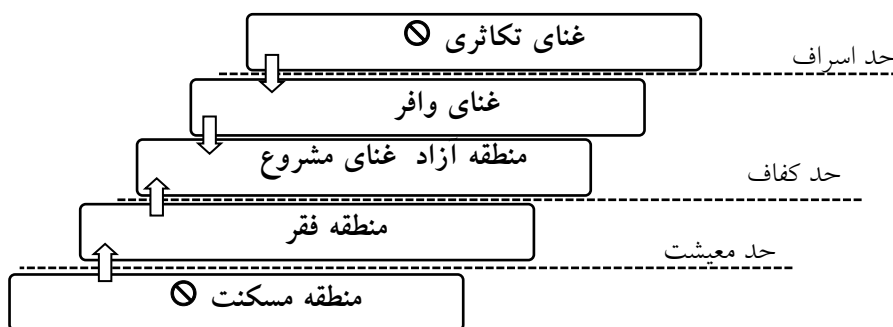 غنای تکاثری
حد اسراف
غنای وافر
منطقه ازاد غنای مشروع
حد کفاف
منطقه فقر
حد معیشت
منطقه مسکنت